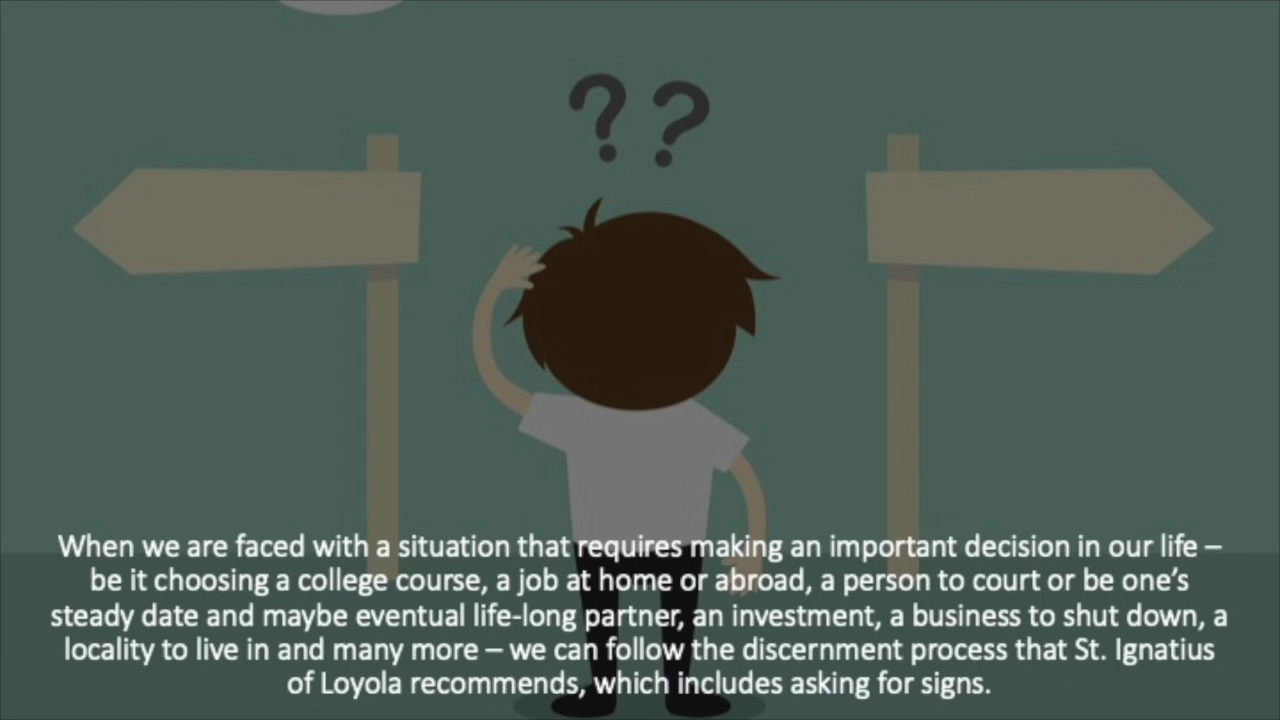 ? ?
When we are faced with a situation that requires making an important decision in our life –
be it choosing a college course, a job at home or abroad, a person to court or be one’s
steady date and maybe eventual life-long partner, an investment, a business to shut down, a
locality to live in and many more – we can follow the discernment process that St. Ignatius
of Loyola recommends, which includes asking for signs.